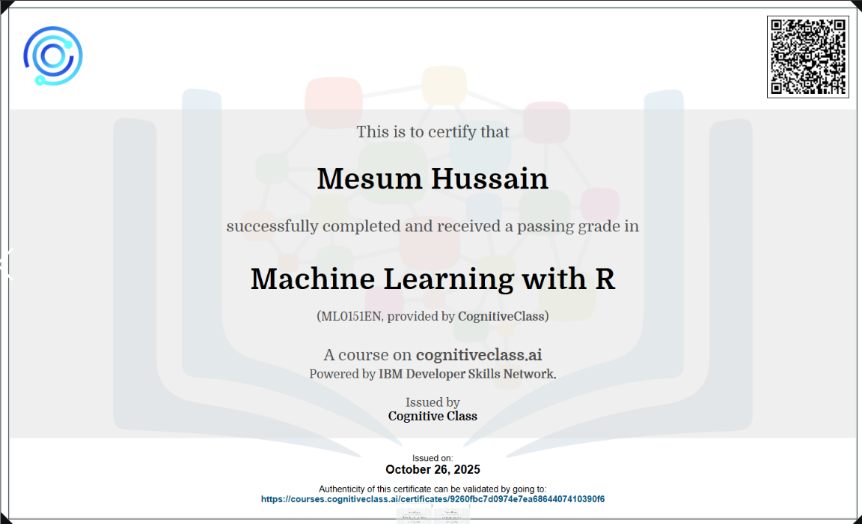 This is to certify that
Mesum Hussain
successfully completed and received a passing grade in
Machine Learning with R
(ML0151EN, provided by CognitiveClass)
A course on cognitiveclass.ai
Powered by IBM Developer Skills Network.
Issued by
Cognitive Class
Issued on:
October 26, 2025
Authenticity of this certificate can be validated by going to:
https://courses.cognitiveclass.ai/certificates/9260fbc7d0974e7ea6864407410390f6